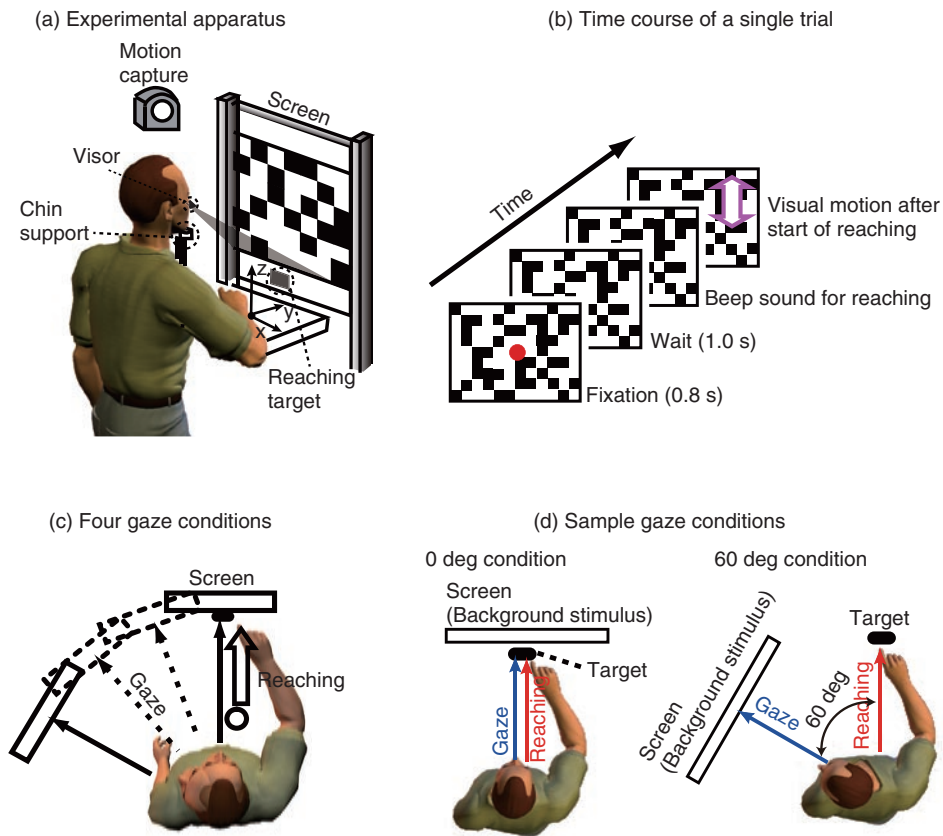 (a) Experimental apparatus
Motion
capture
Screen
Visor
Chin
support
z
y
x
Reaching
target
(b) Time course of a single trial
Time
Visual motion after
start of reaching
Beep sound for reaching
Wait (1.0 s)
Fixation (0.8 s)
(c) Four gaze conditions
Screen
Gaze
Reaching
(d) Sample gaze conditions
0 deg condition
Screen
(Background stimulus)
Target
Gaze
Reaching
60 deg condition
Target
Screen
(Background stimulus)
Gaze
60 deg
Reaching